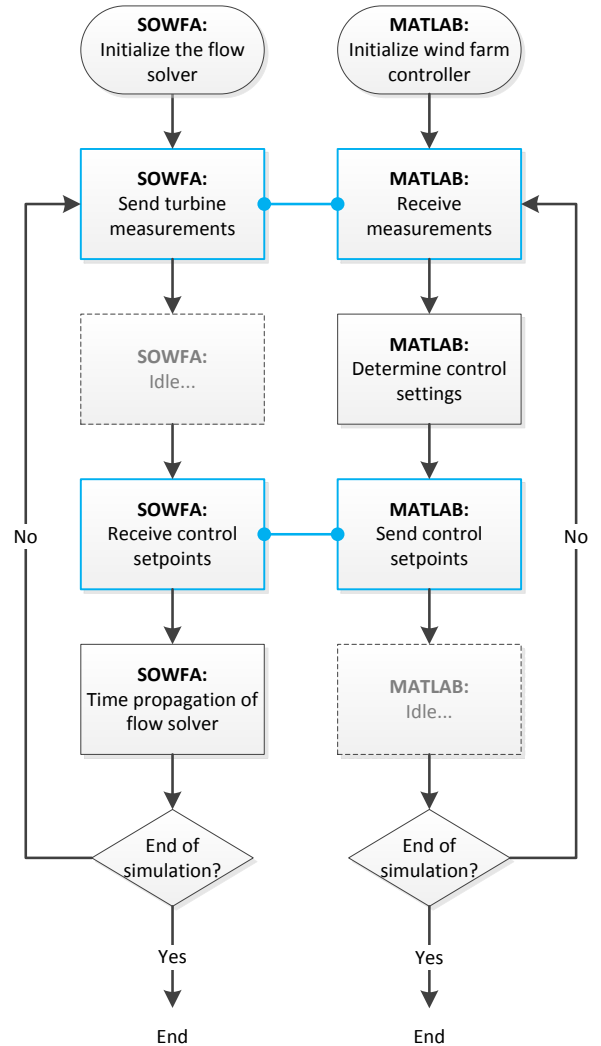 SOWFA:
Initialize the flow
solver
MATLAB:
Initialize wind farm
controller
SOWFA:
Send turbine
measurements
MATLAB:
Receive
measurements
SOWFA:
Idle...
MATLAB:
Determine control
settings
SOWFA:
Receive control
setpoints
MATLAB:
Send control
setpoints
No
No
SOWFA:
Time propagation of
flow solver
MATLAB:
Idle...
End of
simulation?
End of
simulation?
Yes
Yes
End
End